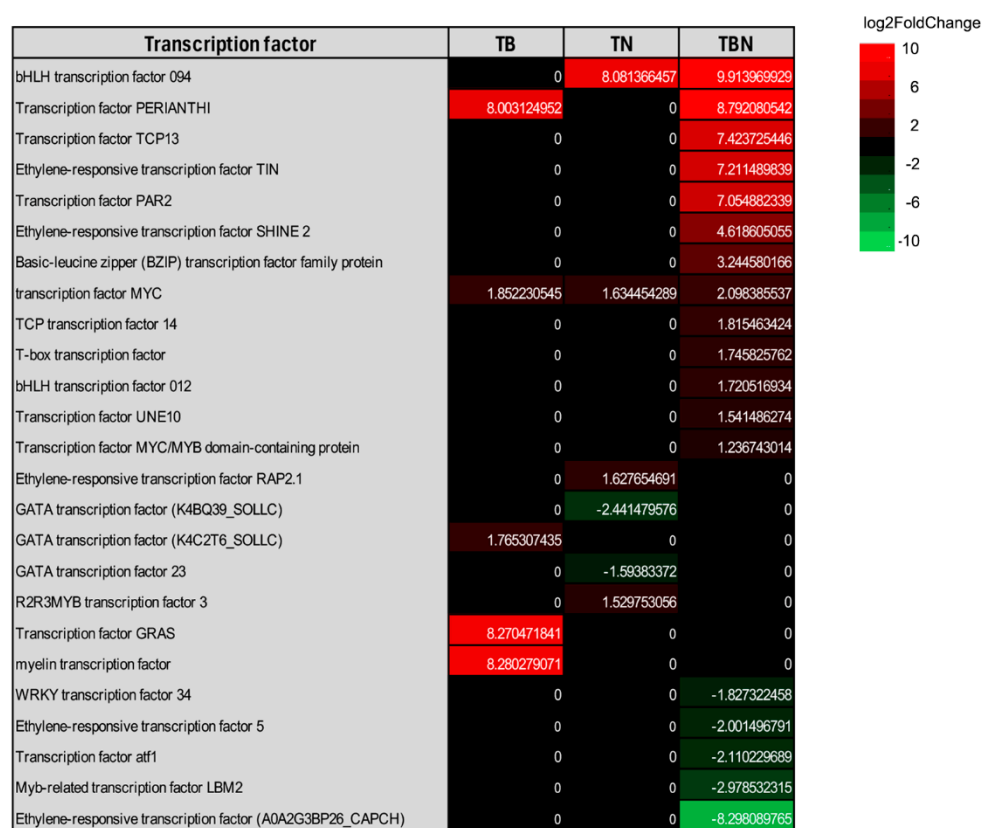 log2FoldChange
Transcription factor TB TN TBN
bHLH transcription factor 094 0 8.081366457 9.913969929
Transcription factor PERIANTHI 8.003124952 0 8.792080542
Transcription factor TCP13 0 0 7.423725446
Ethylene-responsive transcription factor TIN 0 0 7.211489839
Transcription factor PAR2 0 0 7.054882339
Ethylene-responsive transcription factor SHINE 2 0 0 4.618605055
Basic-leucine zipper (BZIP) transcription factor family protein 0 0 3.244580166
transcription factor MYC 1.852230545 1.634454289 2.098385537
TCP transcription factor 14 0 0 1.815463424
T-box transcription factor 0 0 1.745825762
bHLH transcription factor 012 0 0 1.720516934
Transcription factor UNE10 0 0 1.541486274
Transcription factor MYC/MYB domain-containing protein 0 0 1.236743014
Ethylene-responsive transcription factor RAP2.1 0 1.627654691 0
GATA transcription factor (K4BQ39_SOLLC) 0 -2.441479576 0
GATA transcription factor (K4C2T6_SOLLC) 1.765307435 0 0
GATA transcription factor 23 0 -1.59383372 0
R2R3MYB transcription factor 3 0 1.529753056 0
Transcription factor GRAS 8.270471841 0 0
myelin transcription factor 8.280279071 0 0
WRKY transcription factor 34 0 0 -1.827322458
Ethylene-responsive transcription factor 5 0 0 -2.001496791
Transcription factor atf1 0 0 -2.110229689
Myb-related transcription factor LBM2 0 0 -2.978532315
Ethylene-responsive transcription factor (A0A2G3BP26_CAPCH) 0 0 -8.298089765
10
6
2
-2
-6
-10